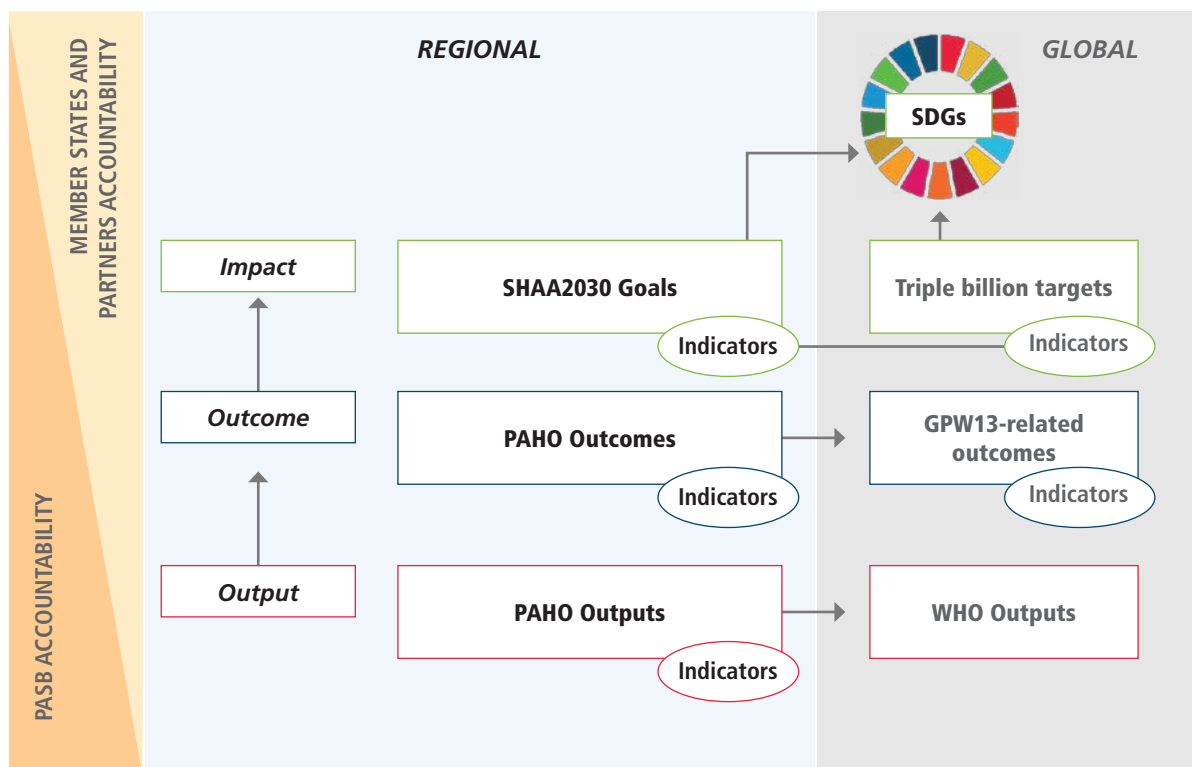 MEMBER STATES AND
PARTNERS ACCOUNTABILITY
PASB ACCOUNTABILITY
REGIONAL
GLOBAL
SDGs
Impact
SHAA2030 Goals
Indicators
Triple billion targets
Indicators
Outcome
PAHO Outcomes
Indicators
GPW13-related
outcomes
Indicators
Output
PAHO Outputs
Indicators
WHO Outputs